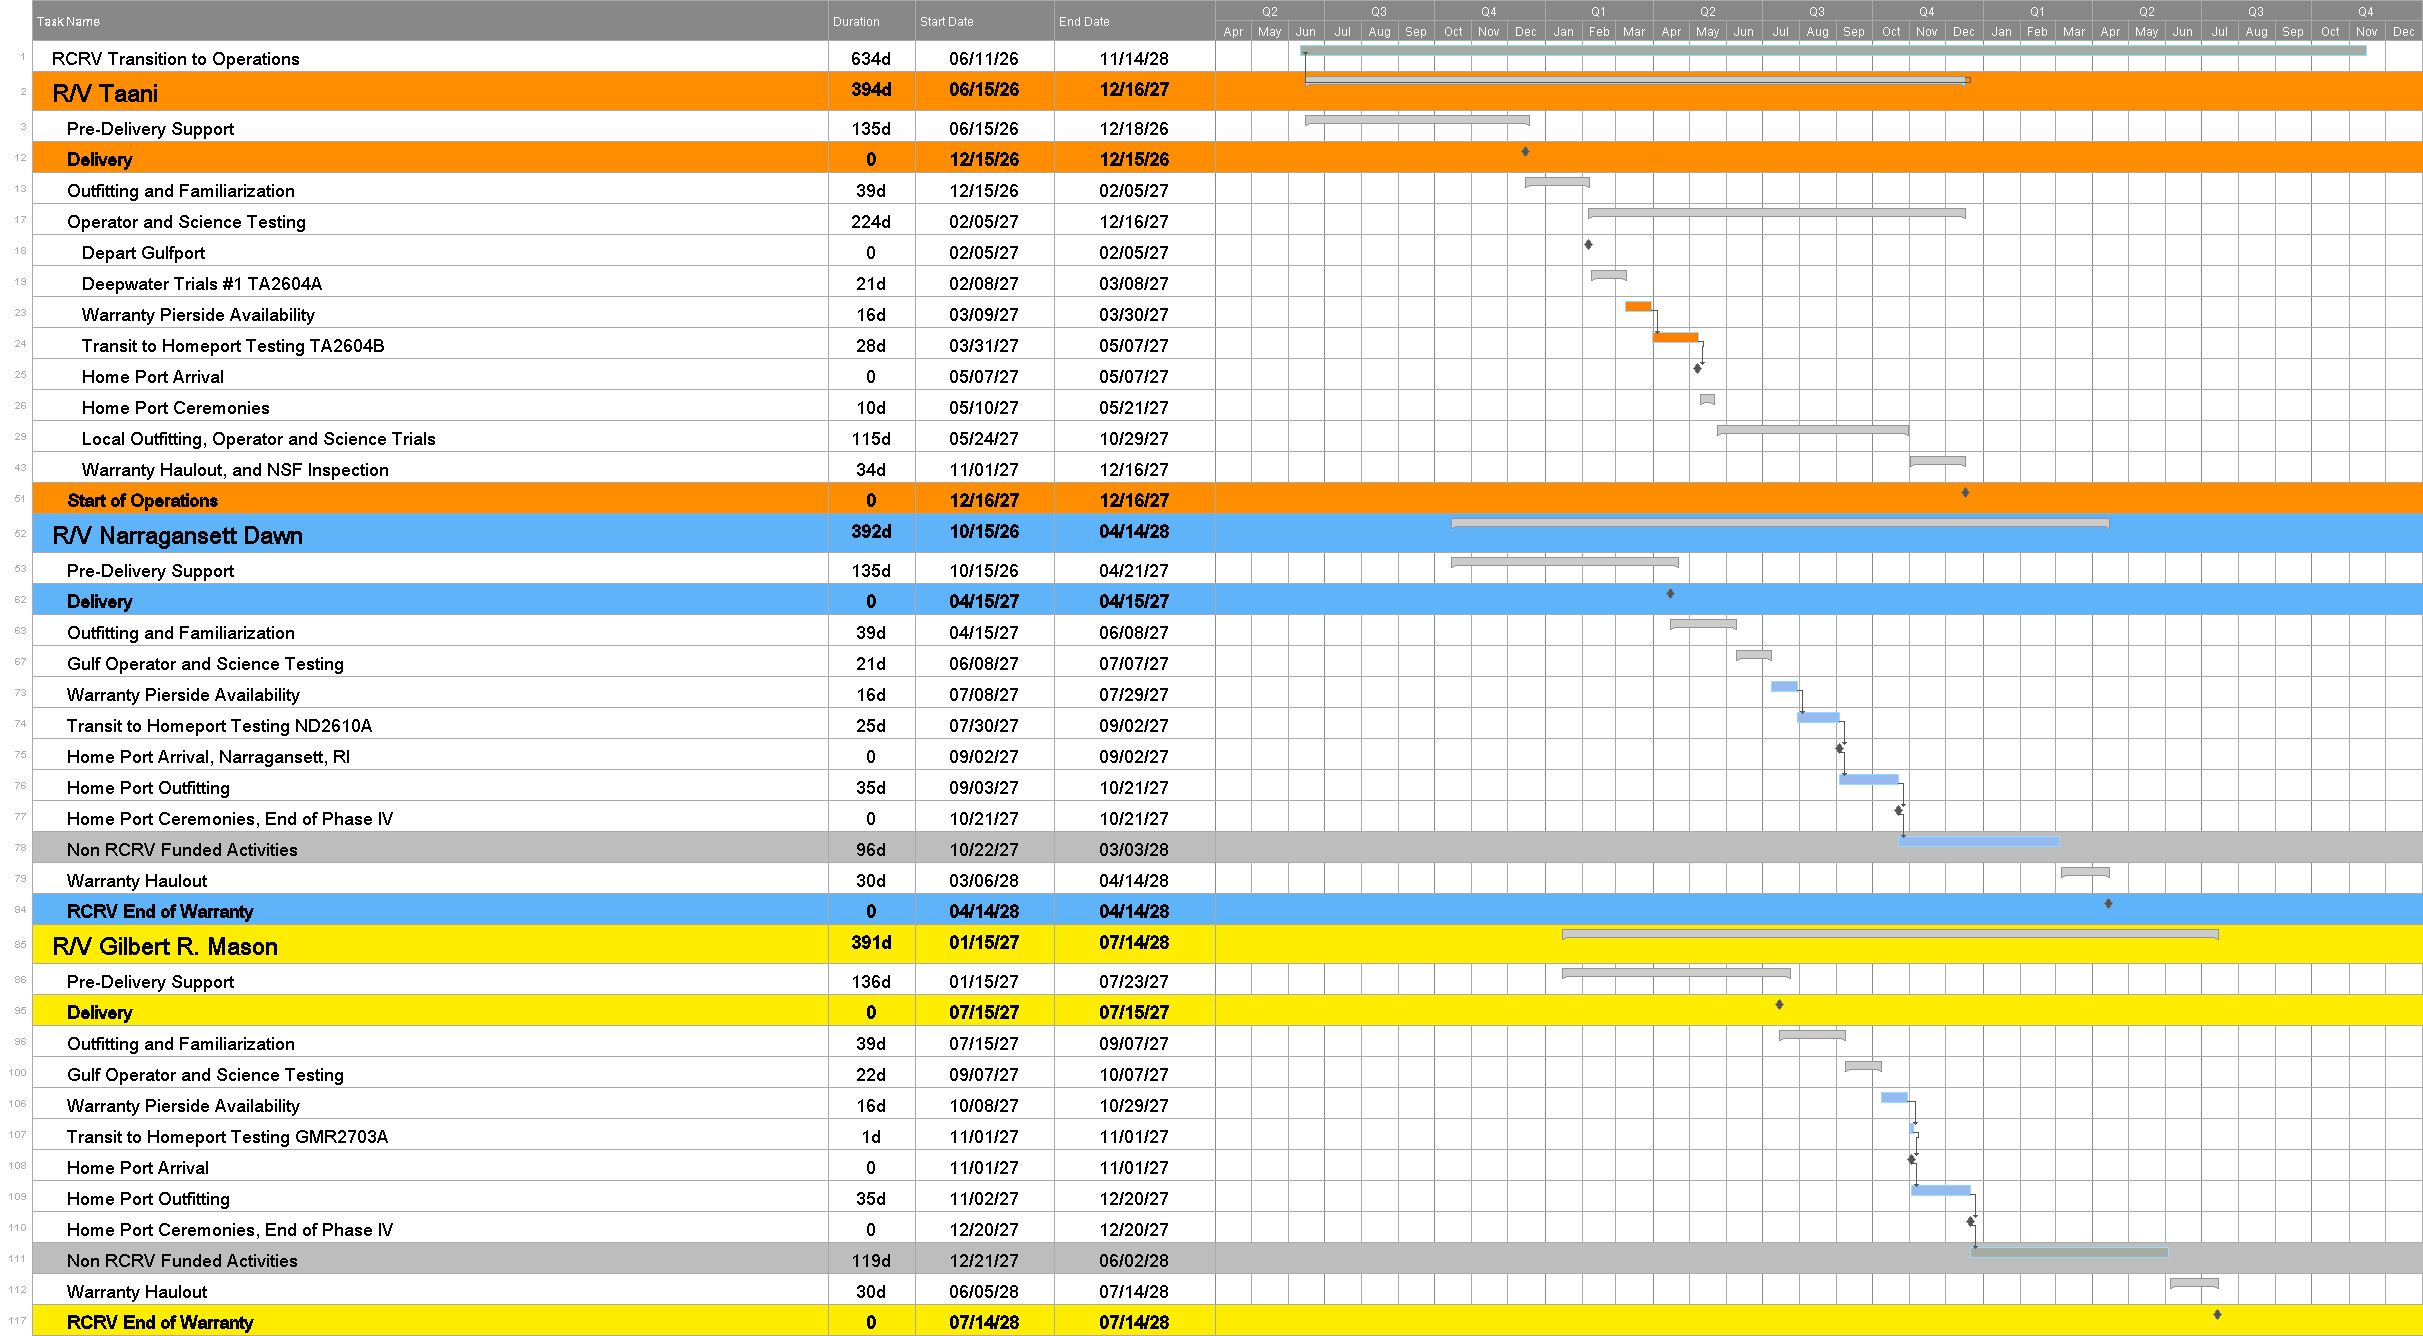 Task Name Duration Start Date End Date Q2 Q3 Q4 Q1 Q2 Q3 Q4 Q1 Q2 Q3 Q4
Apr May Jun Jul Aug Sep Oct Nov Dec Jan Feb Mar Apr May Jun Jul Aug Sep Oct Nov Dec Jan Feb Mar Apr May Jun Jul Aug Sep Oct Nov Dec
1 RCRV Transition to Operations 634d 06/11/26 11/14/28
2 R/V Taani 394d 06/15/26 12/16/27
3 Pre-Delivery Support 135d 06/15/26 12/18/26
12 Delivery 0 12/15/26 12/15/26
13 Outfitting and Familiarization 39d 12/15/26 02/05/27
17 Operator and Science Testing 224d 02/05/27 12/16/27
18 Depart Gulfport 0 02/05/27 02/05/27
19 Deepwater Trials #1 TA2604A 21d 02/08/27 03/08/27
23 Warranty Pierside Availability 16d 03/09/27 03/30/27
24 Transit to Homeport Testing TA2604B 28d 03/31/27 05/07/27
25 Home Port Arrival 0 05/07/27 05/07/27
26 Home Port Ceremonies 10d 05/10/27 05/21/27
29 Local Outfitting, Operator and Science Trials 115d 05/24/27 10/29/27
43 Warranty Haulout, and NSF Inspection 34d 11/01/27 12/16/27
51 Start of Operations 0 12/16/27 12/16/27
52 R/V Narragansett Dawn 392d 10/15/26 04/14/28
53 Pre-Delivery Support 135d 10/15/26 04/21/27
62 Delivery 0 04/15/27 04/15/27
63 Outfitting and Familiarization 39d 04/15/27 06/08/27
67 Gulf Operator and Science Testing 21d 06/08/27 07/07/27
73 Warranty Pierside Availability 16d 07/08/27 07/29/27
74 Transit to Homeport Testing ND2610A 25d 07/30/27 09/02/27
75 Home Port Arrival, Narragansett, RI 0 09/02/27 09/02/27
76 Home Port Outfitting 35d 09/03/27 10/21/27
77 Home Port Ceremonies, End of Phase IV 0 10/21/27 10/21/27
78 Non RCRV Funded Activities 96d 10/22/27 03/03/28
79 Warranty Haulout 30d 03/06/28 04/14/28
84 RCRV End of Warranty 0 04/14/28 04/14/28
85 R/V Gilbert R. Mason 391d 01/15/27 07/14/28
86 Pre-Delivery Support 136d 01/15/27 07/23/27
95 Delivery 0 07/15/27 07/15/27
96 Outfitting and Familiarization 39d 07/15/27 09/07/27
100 Gulf Operator and Science Testing 22d 09/07/27 10/07/27
106 Warranty Pierside Availability 16d 10/08/27 10/29/27
107 Transit to Homeport Testing GMR2703A 1d 11/01/27 11/01/27
108 Home Port Arrival 0 11/01/27 11/01/27
109 Home Port Outfitting 35d 11/02/27 12/20/27
110 Home Port Ceremonies, End of Phase IV 0 12/20/27 12/20/27
111 Non RCRV Funded Activities 119d 12/21/27 06/02/28
112 Warranty Haulout 30d 06/05/28 07/14/28
117 RCRV End of Warranty 0 07/14/28 07/14/28